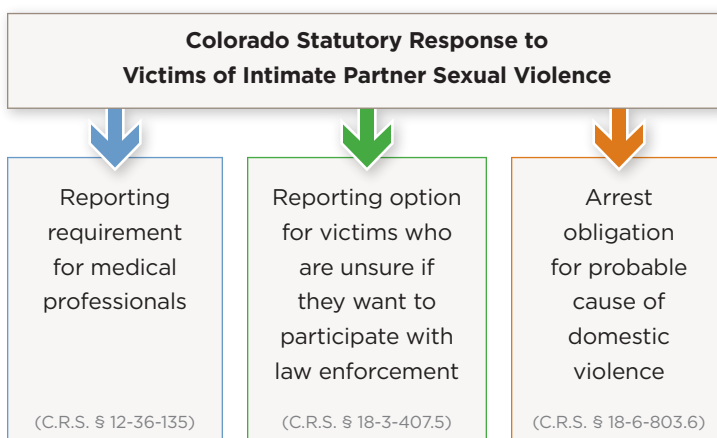 Colorado Statutory Response to
Victims of Intimate Partner Sexual Violence
Reporting
requirement
for medical
professionals
(C.R.S. § 12-36-135)
Reporting option
for victims who
are unsure if
they want to
participate with
law enforcement
(C.R.S. § 18-3-407.5)
Arrest
obligation
for probable
cause of
domestic
violence
(C.R.S. § 18-6-803.6)